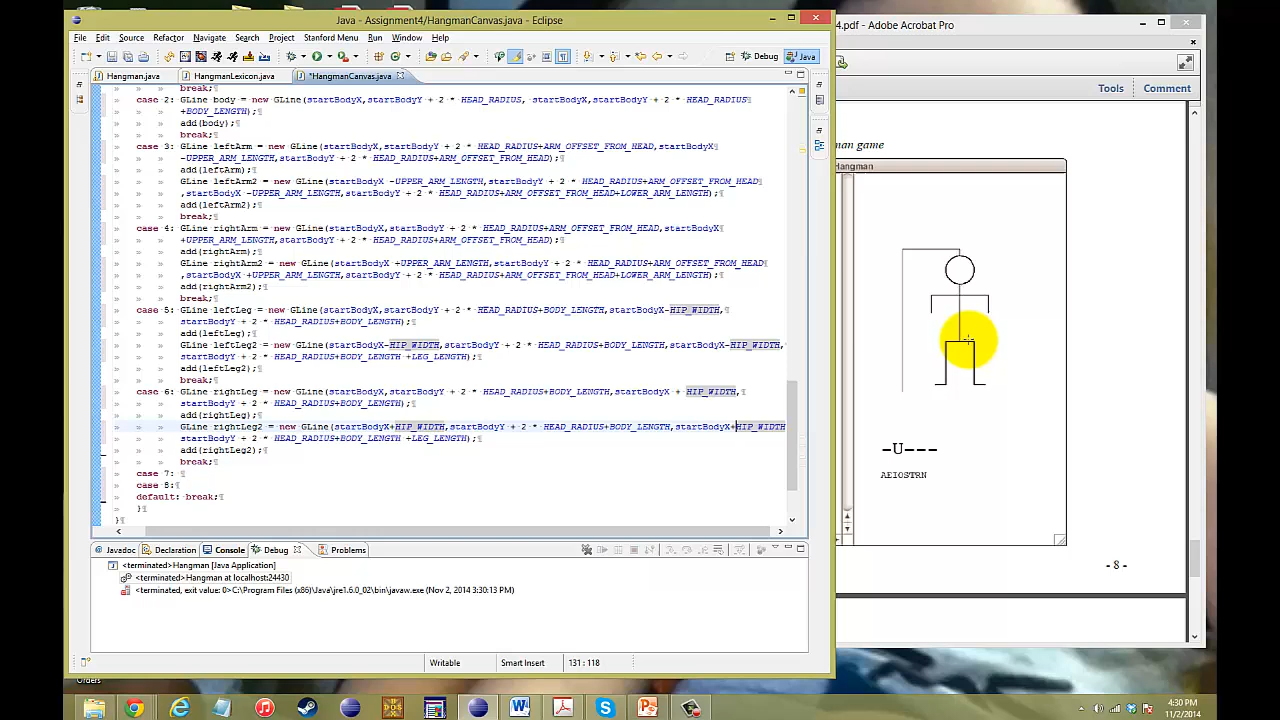 Java - Assignment4/HangmanCanvas.java - Eclipse
4.pdf - Adobe Acrobat Pro
File Edit Source Refactor Navigate Search Project Stanford Menu Run Window Help
Debug Java
Hangman.java HangmanLexicon.java *HangmanCanvas.java
Tools Comment
break;
case 2: GLine body = new GLine(startBodyX,startBodyY + 2 * HEAD_RADIUS, startBodyX,startBodyY + 2 * HEAD_RADIUS
+BODY_LENGTH);
add(body);
break;
case 3: GLine leftArm = new GLine(startBodyX,startBodyY + 2 * HEAD_RADIUS+ARM_OFFSET_FROM_HEAD,startBodyX
-UPPER_ARM_LENGTH,startBodyY + 2 * HEAD_RADIUS+ARM_OFFSET_FROM_HEAD);
add(leftArm);
GLine leftArm2 = new GLine(startBodyX -UPPER_ARM_LENGTH,startBodyY + 2 * HEAD_RADIUS+ARM_OFFSET_FROM_HEAD
,startBodyX -UPPER_ARM_LENGTH,startBodyY + 2 * HEAD_RADIUS+ARM_OFFSET_FROM_HEAD+LOWER_ARM_LENGTH);
add(leftArm2);
break;
case 4: GLine rightArm = new GLine(startBodyX,startBodyY + 2 * HEAD_RADIUS+ARM_OFFSET_FROM_HEAD,startBodyX
+UPPER_ARM_LENGTH,startBodyY + 2 * HEAD_RADIUS+ARM_OFFSET_FROM_HEAD);
add(rightArm);
GLine rightArm2 = new GLine(startBodyX +UPPER_ARM_LENGTH,startBodyY + 2 * HEAD_RADIUS+ARM_OFFSET_FROM_HEAD
,startBodyX +UPPER_ARM_LENGTH,startBodyY + 2 * HEAD_RADIUS+ARM_OFFSET_FROM_HEAD+LOWER_ARM_LENGTH);
add(rightArm2);
break;
case 5: GLine leftLeg = new GLine(startBodyX,startBodyY + 2 * HEAD_RADIUS+BODY_LENGTH,startBodyX-HIP_WIDTH,
startBodyY + 2 * HEAD_RADIUS+BODY_LENGTH);
add(leftLeg);
GLine leftLeg2 = new GLine(startBodyX-HIP_WIDTH,startBodyY + 2 * HEAD_RADIUS+BODY_LENGTH,startBodyX-HIP_WIDTH,
startBodyY + 2 * HEAD_RADIUS+BODY_LENGTH+LEG_LENGTH);
add(leftLeg2);
break;
case 6: GLine rightLeg = new GLine(startBodyX,startBodyY + 2 * HEAD_RADIUS+BODY_LENGTH,startBodyX + HIP_WIDTH,
startBodyY + 2 * HEAD_RADIUS+BODY_LENGTH);
add(rightLeg);
GLine rightLeg2 = new GLine(startBodyX+HIP_WIDTH,startBodyY + 2 * HEAD_RADIUS+BODY_LENGTH,startBodyX+HIP_WIDTH
startBodyY + 2 * HEAD_RADIUS+BODY_LENGTH +LEG_LENGTH);
add(rightLeg2);
break;
case 7:
case 8:
default: break;
}
}
man game
Hangman
-U---
AEIOSTRN
- 8 -
Javadoc Declaration Console Debug Problems
<terminated>Hangman [Java Application]
<terminated>Hangman at localhost:24430
<terminated, exit value: 0>C:\Program Files (x86)\Java\jre1.6.0_02\bin\javaw.exe (Nov 2, 2014 3:30:13 PM)
Writable Smart Insert 131 : 118
Orders
4:30 PM
11/2/2014